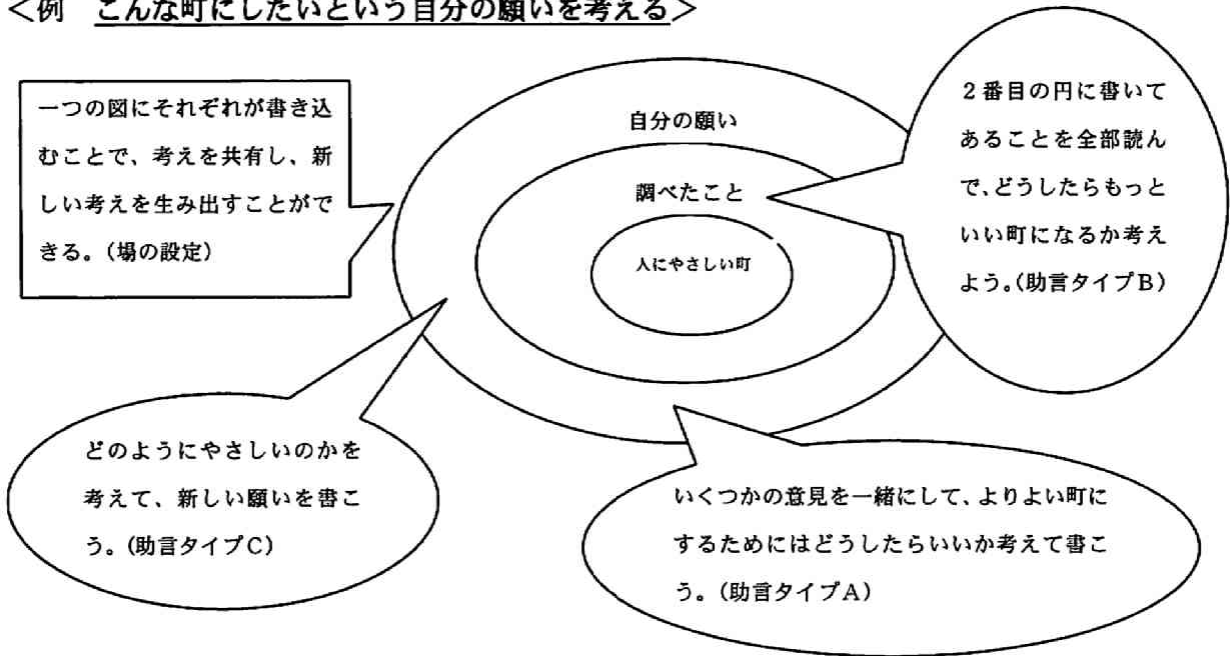 ＜例　こんな町にしたいという自分の願いを考える＞
一つの図にそれぞれが書き込
むことで、考えを共有し、新
しい考えを生み出すことがで
きる。（場の設定）
自分の願い
調べたこと
人にやさしい町
２番目の円に書いて
あることを全部読ん
で、どうしたらもっと
いい町になるか考え
よう。（助言タイプＢ）
どのようにやさしいのかを
考えて、新しい願いを書こ
う。（助言タイプＣ）
いくつかの意見を一緒にして、よりよい町に
するためにはどうしたらいいか考えて書こ
う。（助言タイプＡ）